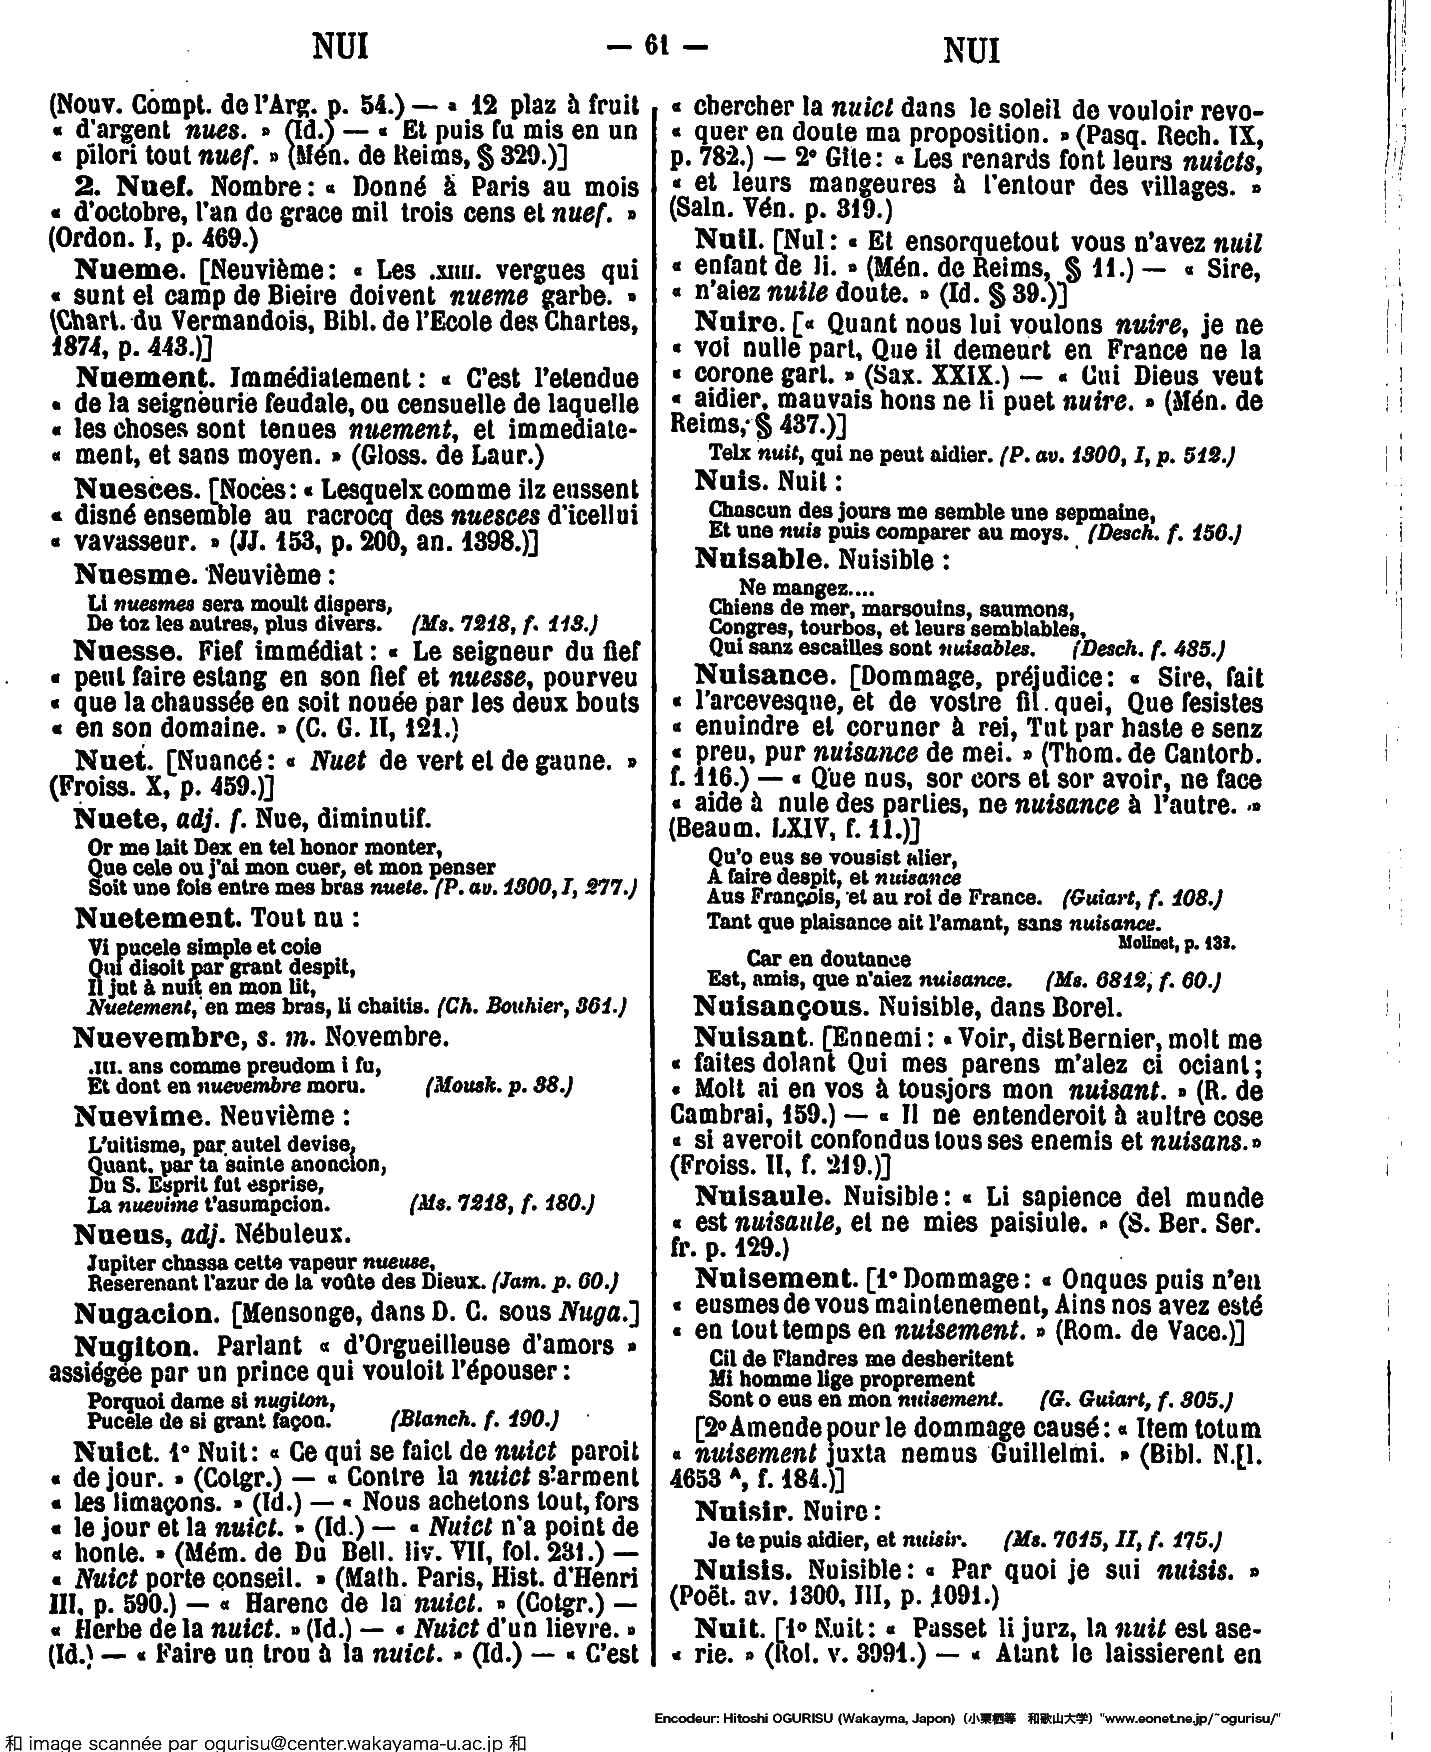 NUI — 61 — NUI
(Nouv. Compt. de l'Arg. p. 54.) — « 12 plaz à fruit
« d'argent nues. » (Id.) — « Et puis fu mis en un
« pilori tout nuef. » (Mén. de Reims, § 329.)]
2. Nuef. Nombre : « Donné à Paris au mois
« d'octobre, l'an de grace mil trois cens et nuef. »
(Ordon. I, p. 469.)
Nueme. [Neuvième : « Les .xiiii. vergues qui
« sunt el camp de Bieire doivent nueme garbe. »
(Chart. du Vermandois, Bibl. de l'Ecole des Chartes,
1874, p. 443.)]
Nuement. Immédiatement : « C'est l'etendue
« de la seigneurie feudale, ou censuelle de laquelle
« les choses sont tenues nuement, et immediate-
« ment, et sans moyen. » (Gloss. de Laur.)
Nuesces. [Noces : « Lesquelx comme ilz eussent
« disné ensemble au racrocq des nuesces d'icellui
« vavasseur. » (JJ. 153, p. 200, an. 1398.)]
Nuesme. Neuvième :
Li nuesmes sera moult dispers,
De toz les autres, plus divers. (Ms. 7218, f. 113.)
Nuesse. Fief immédiat : « Le seigneur du fief
« peut faire estang en son fief et nuesse, pourveu
« que la chaussée en soit nouée par les deux bouts
« en son domaine. » (C. G. II, 121.)
Nuet. [Nuancé : « Nuet de vert et de gaune. »
(Froiss. X, p. 459.)]
Nuete, adj. f. Nue, diminutif.
Or me lait Dex en tel honor monter,
Que cele ou j'ai mon cuer, et mon penser
Soit une fois entre mes bras nuete. (P. av. 1300, I, 277.)
Nuetement. Tout nu :
Vi pucele simple et coie
Qui disoit par grant despit,
Il jut à nuit en mon lit,
Nuetement, en mes bras, li chaitis. (Ch. Bouhier, 361.)
Nuevembre, s. m. Novembre.
.III. ans comme preudom i fu,
Et dont en nuevembre moru. (Mousk. p. 38.)
Nuevime. Neuvième :
L'uitisme, par autel devise,
Quant. par ta sainte anoncion,
Du S. Esprit fut esprise,
La nuevime t'asumpcion. (Ms. 7218, f. 180.)
Nueus, adj. Nébuleux.
Jupiter chassa cette vapeur nueuse,
Reserenant l'azur de la voûte des Dieux. (Jam. p. 60.)
Nugacion. [Mensonge, dans D. C. sous Nuga.]
Nugiton. Parlant « d'Orgueilleuse d'amors »
assiégée par un prince qui vouloit l'épouser :
Porquoi dame si nugiton,
Pucele de si grant façon. (Blanch. f. 190.)
Nuict. 1° Nuit : « Ce qui se faict de nuict paroit
« de jour. » (Cotgr.) — « Contre la nuict s'arment
« les limaçons. » (Id.) — « Nous achetons tout, fors
« le jour et la nuict. » (Id.) — « Nuict n'a point de
« honte. » (Mém. de Du Bell. liv. VII, fol. 231.) —
« Nuict porte conseil. » (Math. Paris, Hist. d'Henri
III, p. 590.) — « Harenc de la nuict. » (Cotgr.) —
« Herbe de la nuict. » (Id.) — « Nuict d'un lievre. »
(Id.) — « Faire un trou à la nuict. » (Id.) — « C'est
« chercher la nuict dans le soleil de vouloir revo-
« quer en doute ma proposition. » (Pasq. Rech. IX,
p. 782.) — 2° Gîte : « Les renards font leurs nuicts,
« et leurs mangeures à l'entour des villages. »
(Saln. Vén. p. 319.)
Nuil. [Nul : « Et ensorquetout vous n'avez nuil
« enfant de li. » (Mén. de Reims, § 11.) — « Sire,
« n'aiez nuile doute. » (Id. § 39.)]
Nuire. [« Quant nous lui voulons nuire, je ne
« voi nulle part, Que il demeurt en France ne la
« corone gart. » (Sax. XXIX.) — « Cui Dieus veut
« aidier, mauvais hons ne li puet nuire. » (Mén. de
Reims, § 437.)]
Telx nuit, qui ne peut aidier. (P. av. 1300, I, p. 512.)
Nuis. Nuit :
Chascun des jours me semble une sepmaine,
Et une nuis puis comparer au moys. (Desch. f. 156.)
Nuisable. Nuisible :
Ne mangez....
Chiens de mer, marsouins, saumons,
Congres, tourbos, et leurs semblables,
Qui sanz escailles sont nuisables. (Desch. f. 485.)
Nuisance. [Dommage, préjudice : « Sire, fait
« l'arcevesque, et de vostre fil. quei, Que fesistes
« enuindre et coruner à rei, Tut par haste e senz
« preu, pur nuisance de mei. » (Thom. de Cantorb.
f. 116.) — « Que nus, sor cors et sor avoir, ne face
« aide à nule des parties, ne nuisance à l'autre. »
(Beaum. LXIV, f. 11.)]
Qu'o eus se vousist alier,
A faire despit, et nuisance
Aus François, et au roi de France. (Guiart, f. 108.)
Tant que plaisance ait l'amant, sans nuisance.
Molinet, p. 132.
Car en doutance
Est, amis, que n'aiez nuisance. (Ms. 6812, f. 60.)
Nuisançous. Nuisible, dans Borel.
Nuisant. [Ennemi : « Voir, dist Bernier, molt me
« faites dolant Qui mes parens m'alez ci ociant ;
« Molt ai en vos à tousjors mon nuisant. » (R. de
Cambrai, 159.) — « Il ne entenderoit à aultre cose
« si averoit confondus tous ses enemis et nuisans. »
(Froiss. II, f. 219.)]
Nuisaule. Nuisible : « Li sapience del munde
« est nuisaule, et ne mies paisiule. » (S. Ber. Ser.
fr. p. 129.)
Nuisement. [1° Dommage : « Onques puis n'en
« eusmes de vous maintenement, Ains nos avez esté
« en tout temps en nuisement. » (Rom. de Vace.)]
Cil de Flandres me desheritent
Mi homme lige proprement
Sont o eus en mon nuisement. (G. Guiart, f. 305.)
[2° Amende pour le dommage causé : « Item totum
« nuisement juxta nemus Guillelmi. » (Bibl. N.[l.
4653 A, f. 184.)]
Nuisir. Nuire :
Je te puis aidier, et nuisir. (Ms. 7615, II, f. 175.)
Nuisis. Nuisible : « Par quoi je sui nuisis. »
(Poët. av. 1300, III, p. 1091.)
Nuit. [1° Nuit : « Passet li jurz, la nuit est ase-
« rie. » (Rol. v. 3991.) — « Atant le laissierent en
Encodeur: Hitoshi OGURISU (Wakayma, Japon) (小栗栖等 和歌山大学) "www.eonet.ne.jp/~ogurisu/"
和 image scannée par ogurisu@center.wakayama-u.ac.jp 和